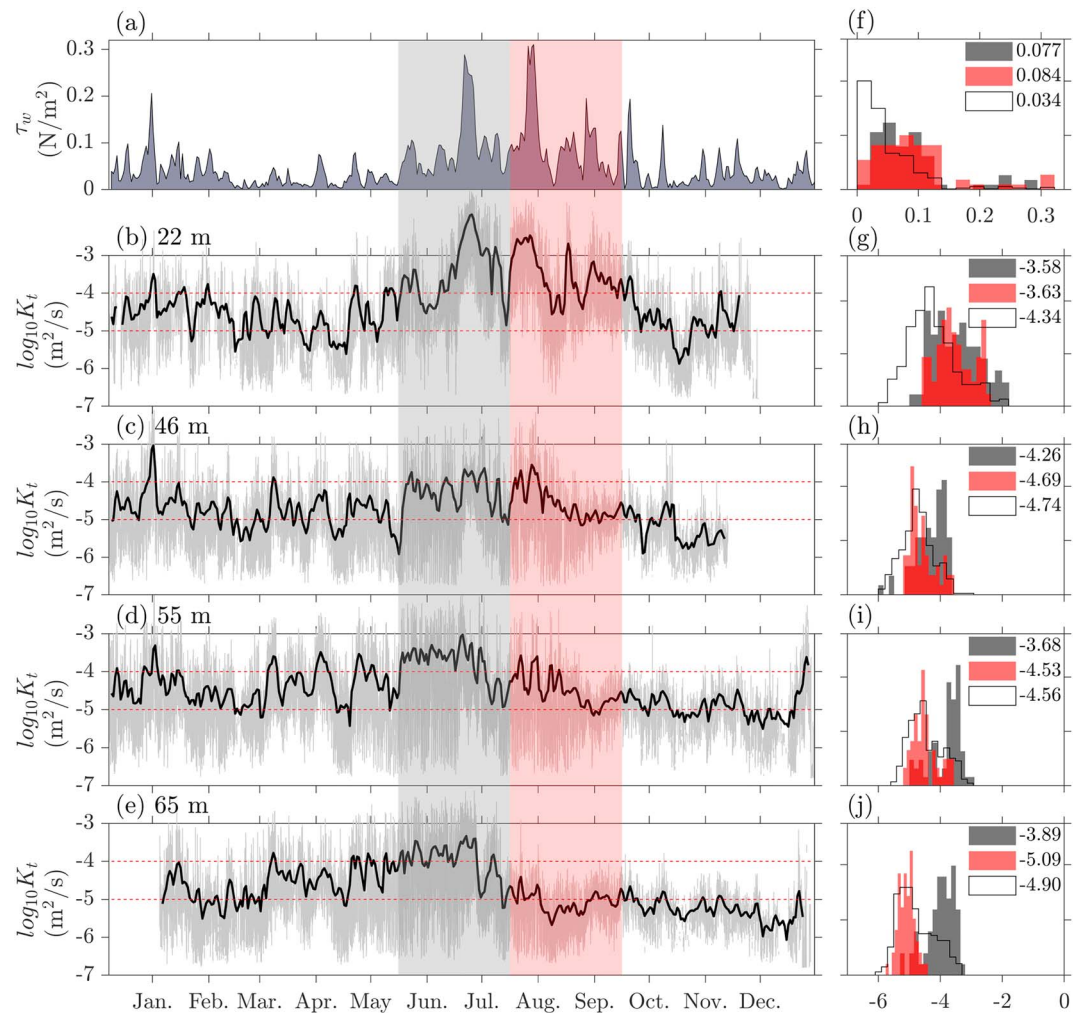 (a)
0.3
0.2
0.1
0
τw
(N/m²)
(b) 22 m
-3
-4
-5
-6
-7
log10Kt
(m²/s)
(c) 46 m
-3
-4
-5
-6
-7
log10Kt
(m²/s)
(d) 55 m
-3
-4
-5
-6
-7
log10Kt
(m²/s)
(e) 65 m
-3
-4
-5
-6
-7
log10Kt
(m²/s)
Jan. Feb. Mar. Apr. May Jun. Jul. Aug. Sep. Oct. Nov. Dec.
(f)
0.077
0.084
0.034
0 0.1 0.2 0.3
(g)
-3.58
-3.63
-4.34
(h)
-4.26
-4.69
-4.74
(i)
-3.68
-4.53
-4.56
(j)
-3.89
-5.09
-4.90
-6 -4 -2 0